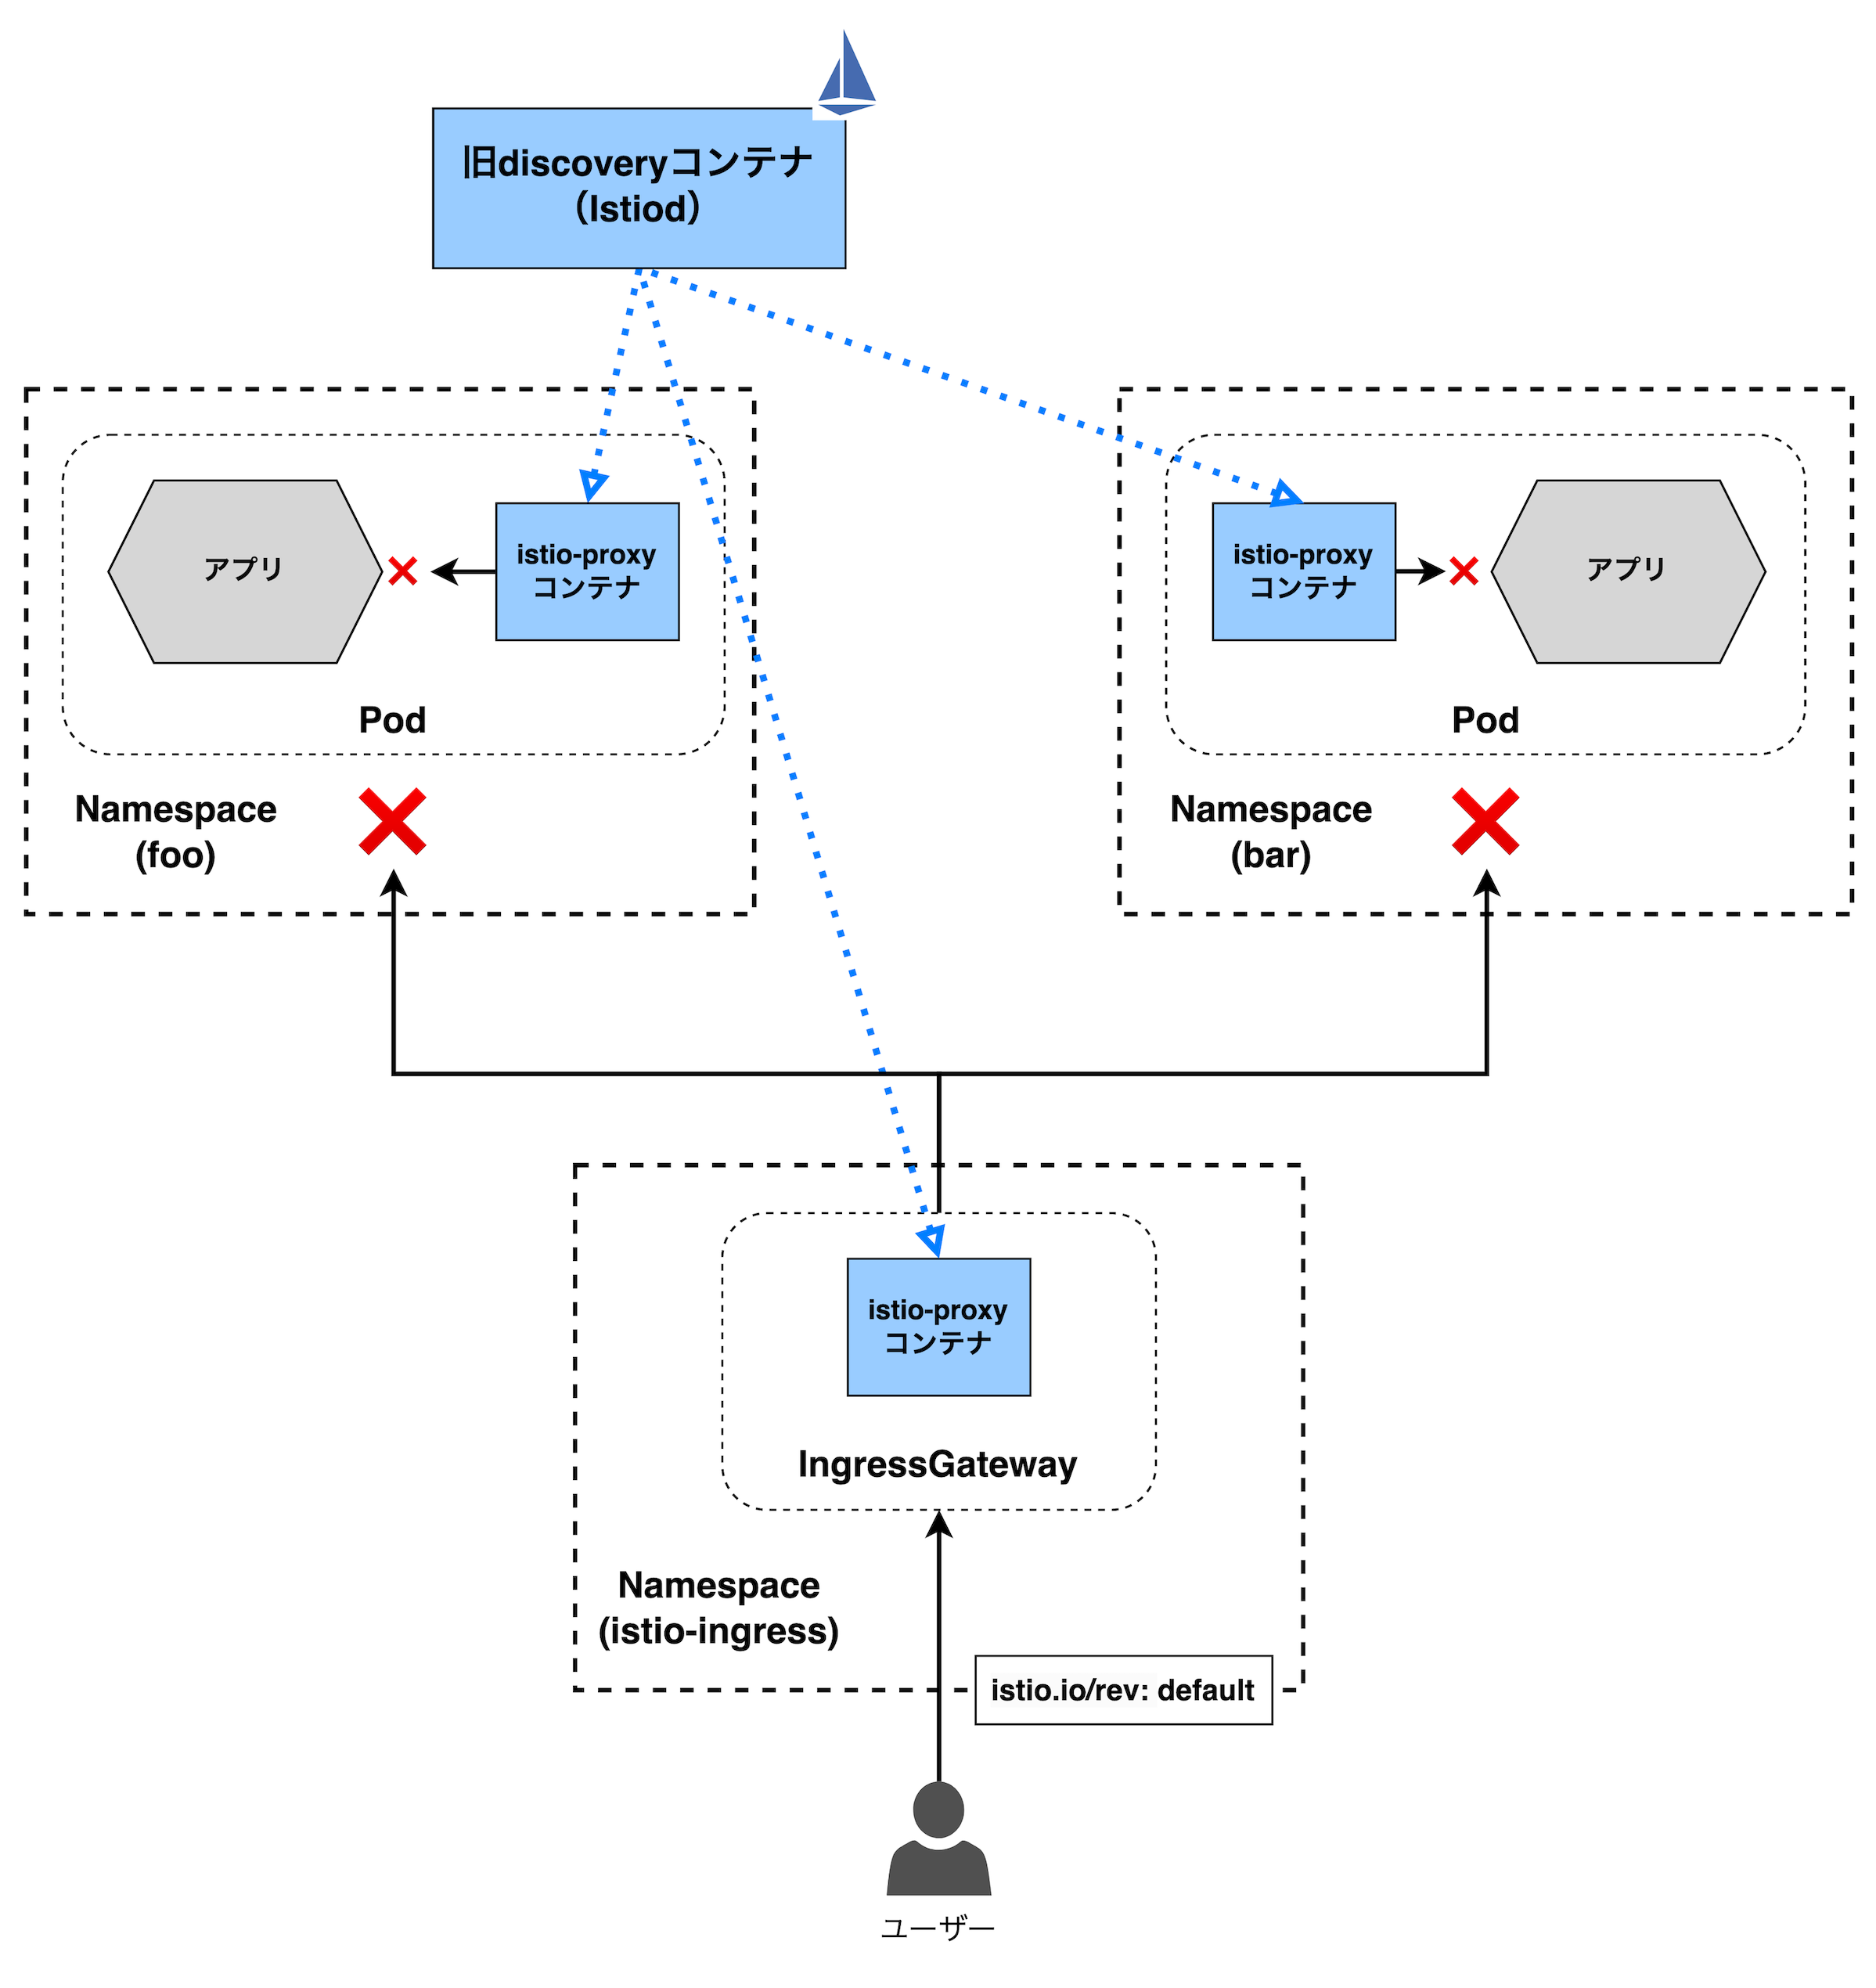 旧discoveryコンテナ
（Istiod）
アプリ
istio-proxy
コンテナ
Pod
Namespace
(foo)
istio-proxy
コンテナ
アプリ
Pod
Namespace
(bar)
istio-proxy
コンテナ
IngressGateway
Namespace
(istio-ingress)
istio.io/rev: default
ユーザー